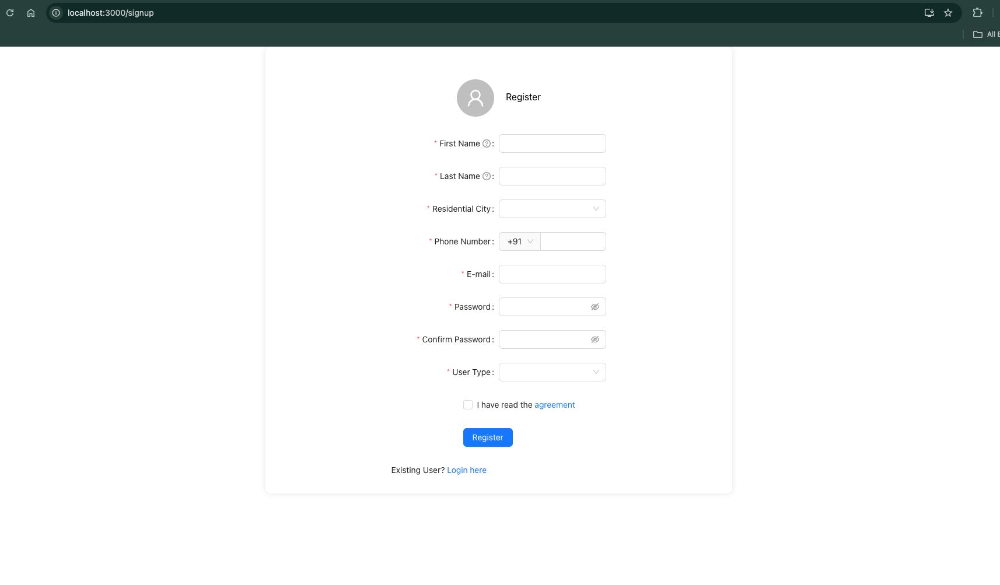 localhost:3000/signup
All
Register
* First Name ? :
* Last Name ? :
* Residential City :
* Phone Number : +91
* E-mail :
* Password :
* Confirm Password :
* User Type :
I have read the agreement
Register
Existing User? Login here